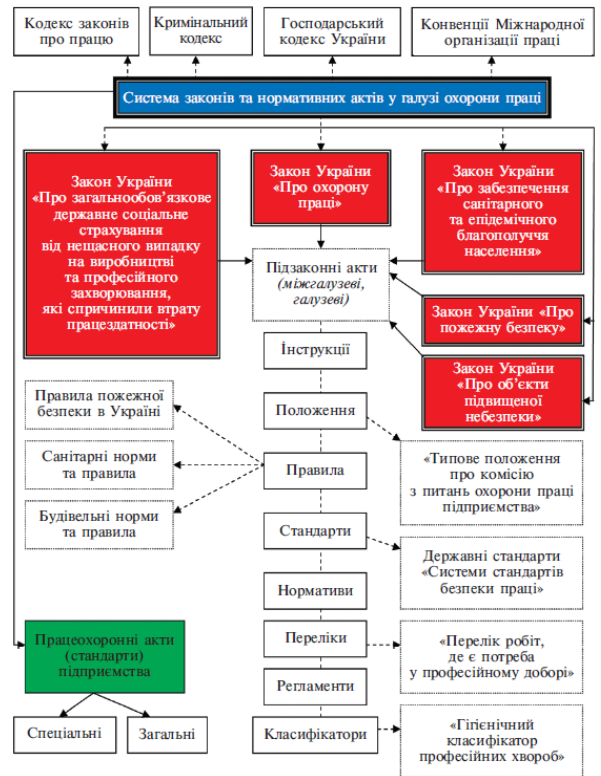 Кодекс законів
про працю
Кримінальний
кодекс
Господарський
кодекс України
Конвенції Міжнародної
організації праці
Система законів та нормативних актів у галузі охорони праці
Закон України
«Про загальнообов’язкове
державне соціальне
страхування
від нещасного випадку
на виробництві
та професійного
захворювання,
які спричинили втрату
працездатності»
Закон України
«Про охорону
праці»
Закон України
«Про забезпечення
санітарного
та епідемічного
благополуччя
населення»
Підзаконні акти
(міжгалузеві,
галузеві)
Закон України «Про
пожежну безпеку»
Закон України
«Про об’єкти
підвищеної
небезпеки»
Інструкції
Правила пожежної
безпеки в Україні
Положення
Санітарні норми
та правила
Правила
«Типове положення
про комісію
з питань охорони праці
підприємства»
Будівельні норми
та правила
Стандарти
Державні стандарти
«Системи стандартів
безпеки праці»
Нормативи
Працеохоронні акти
(стандарти)
підприємства
Переліки
«Перелік робіт,
де є потреба
у професійному доборі»
Регламенти
Спеціальні
Загальні
Класифікатори
«Гігієнічний
класифікатор
професійних хвороб»